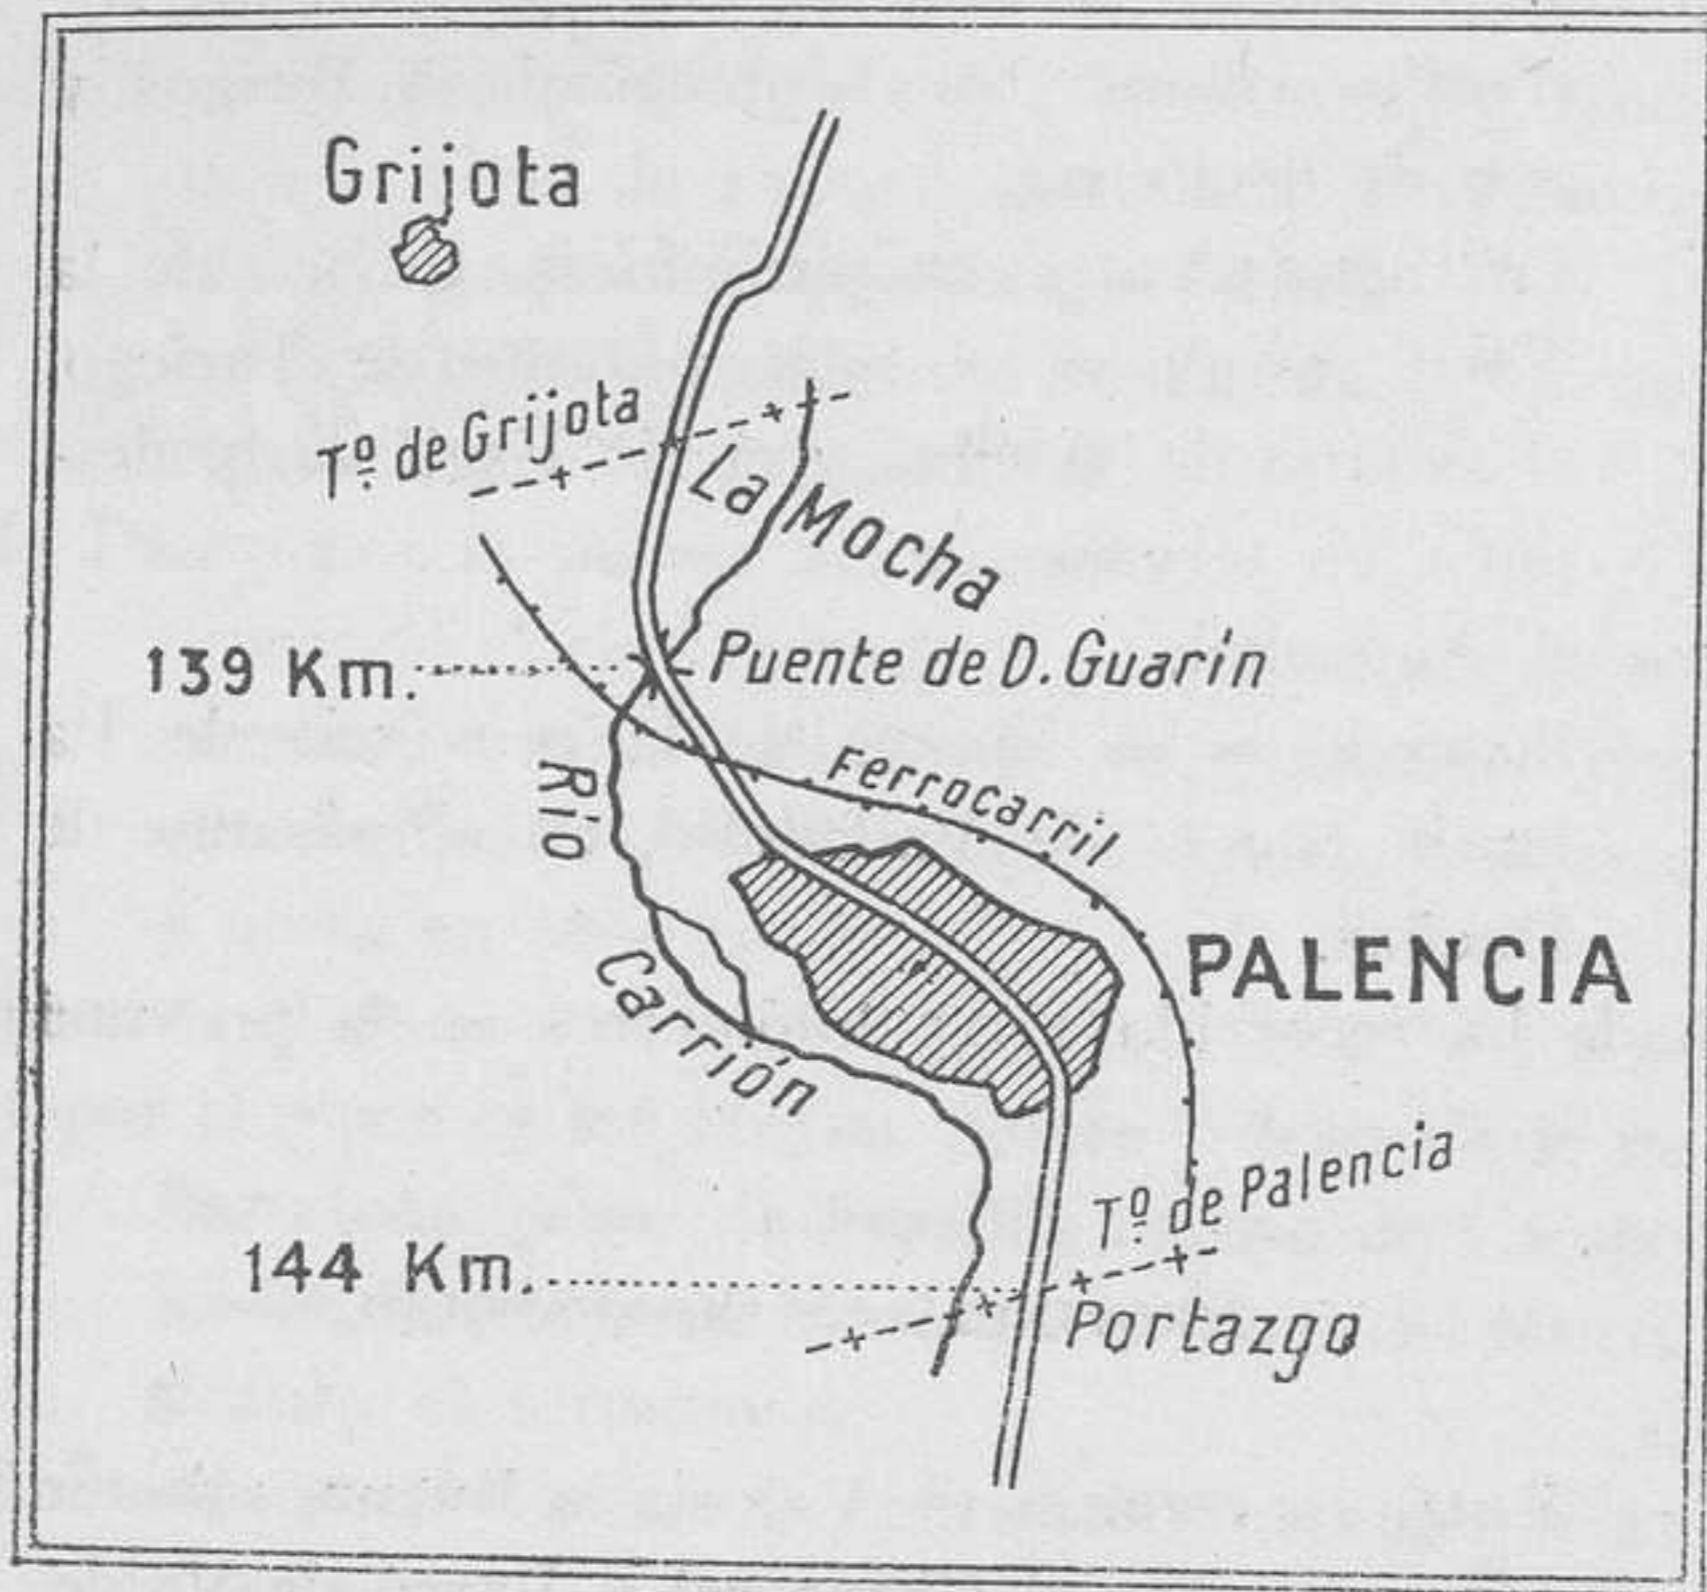 Grijota
Tº de Grijota
La Mocha
139 Km.
Puente de D. Guarín
Ferrocarril
Río
Carrión
PALENCIA
Tº de Palencia
144 Km.
Portazgo